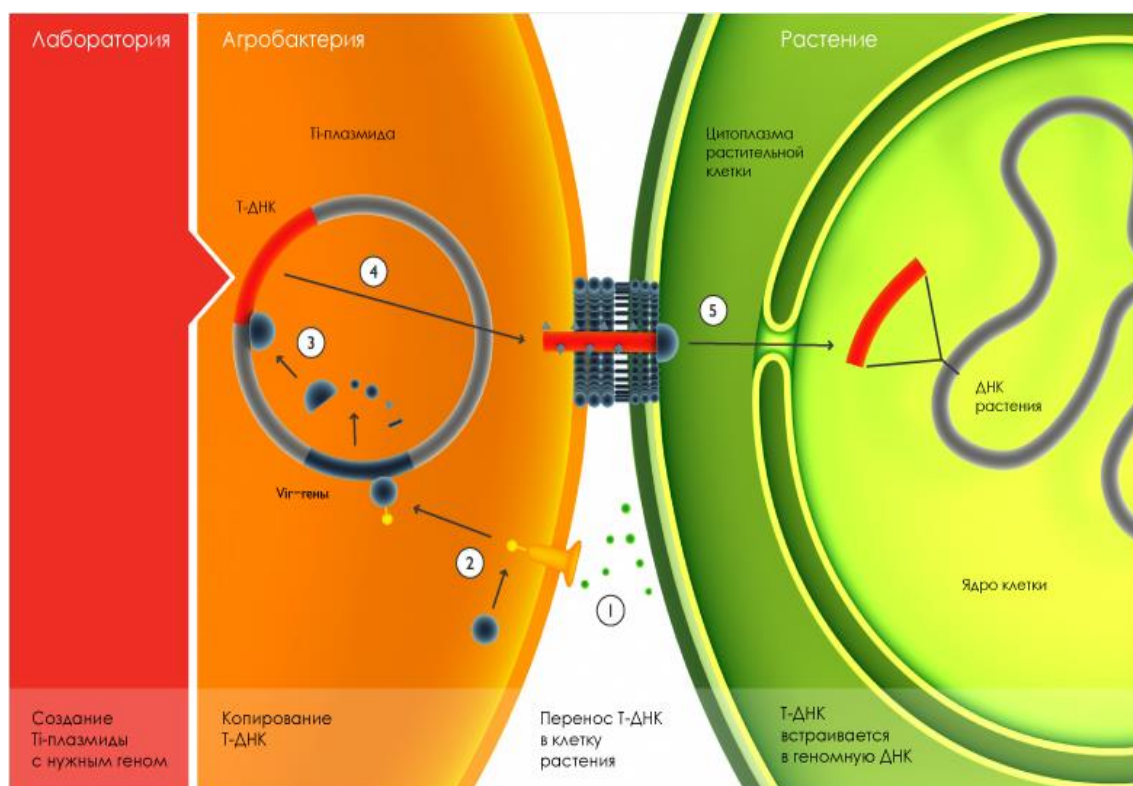 Лаборатория
Агробактерия
Растение
Ti-плазмида
Цитоплазма
растительной
клетки
Т-ДНК
4
5
3
ДНК
растения
Vir-гены
2
1
Ядро клетки
Создание
Ti-плазмиды
с нужным геном
Копирование
Т-ДНК
Перенос Т-ДНК
в клетку
растения
Т-ДНК
встраивается
в геномную ДНК